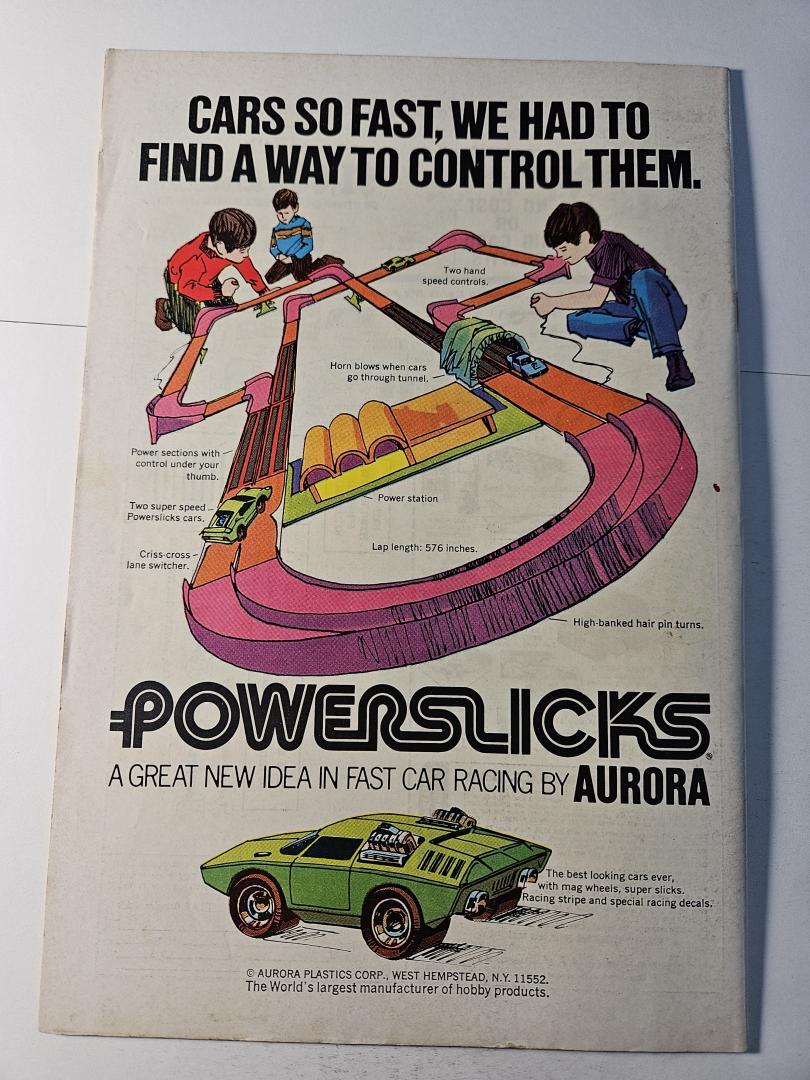 CARS SO FAST, WE HAD TO
FIND A WAY TO CONTROL THEM.
Two hand
speed controls.
Horn blows when cars
go through tunnel.
Power sections with
control under your
thumb.
Power station
Two super speed
Powerslicks cars.
Lap length: 576 inches.
Criss-cross
lane switcher.
High-banked hair pin turns.
POWERSLICKS®
A GREAT NEW IDEA IN FAST CAR RACING BY AURORA
The best looking cars ever,
with mag wheels, super slicks.
Racing stripe and special racing decals.
© AURORA PLASTICS CORP., WEST HEMPSTEAD, N.Y. 11552.
The World's largest manufacturer of hobby products.